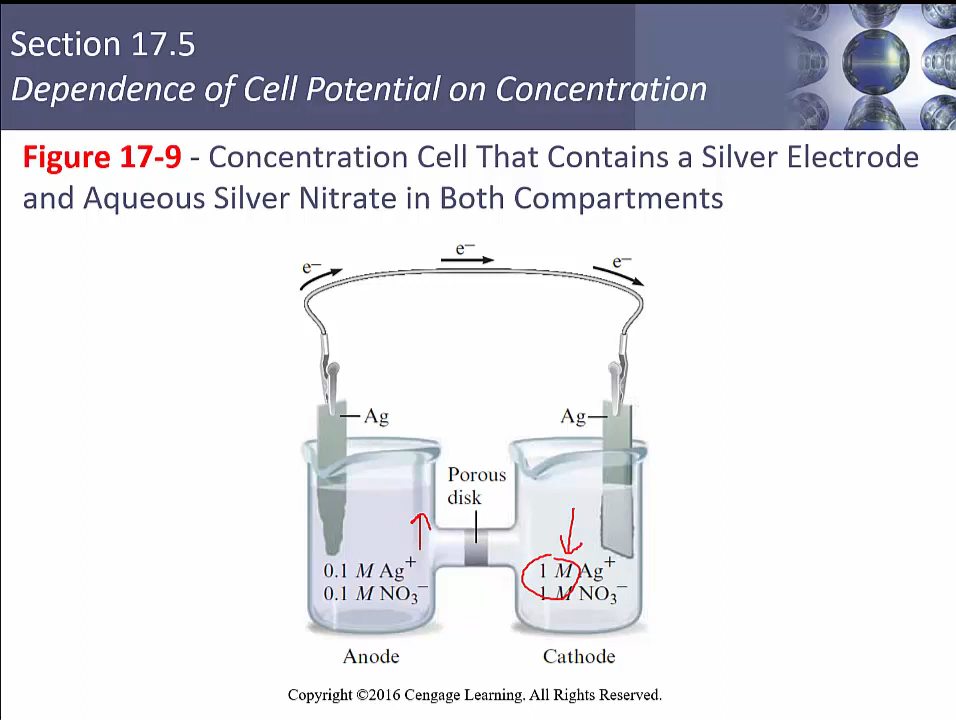 Section 17.5
Dependence of Cell Potential on Concentration
Figure 17-9 - Concentration Cell That Contains a Silver Electrode
and Aqueous Silver Nitrate in Both Compartments
e⁻ e⁻ e⁻
Ag Ag
Porous
disk
0.1 M Ag⁺ 1 M Ag⁺
0.1 M NO₃⁻ 1 M NO₃⁻
Anode Cathode
Copyright ©2016 Cengage Learning. All Rights Reserved.